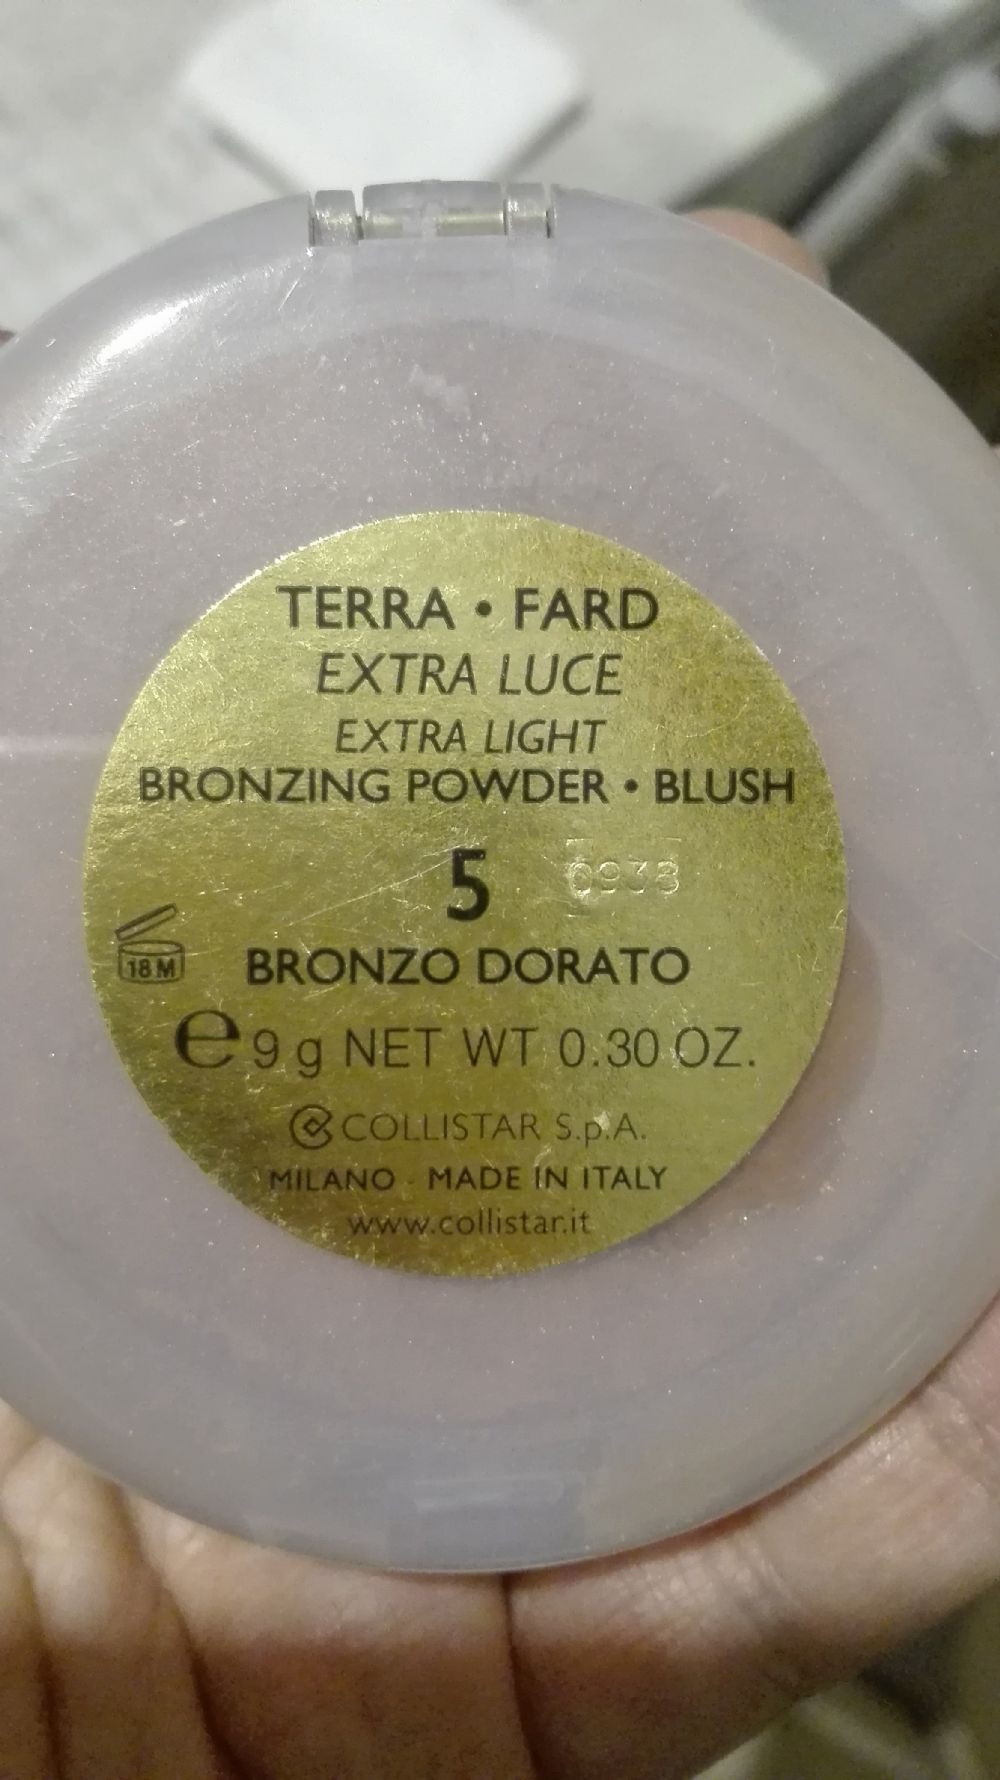 TERRA • FARD
EXTRA LUCE
EXTRA LIGHT
BRONZING POWDER • BLUSH
5
BRONZO DORATO
18 M
e 9 g NET WT 0.30 OZ.
COLLISTAR S.p.A.
MILANO - MADE IN ITALY
www.collistar.it